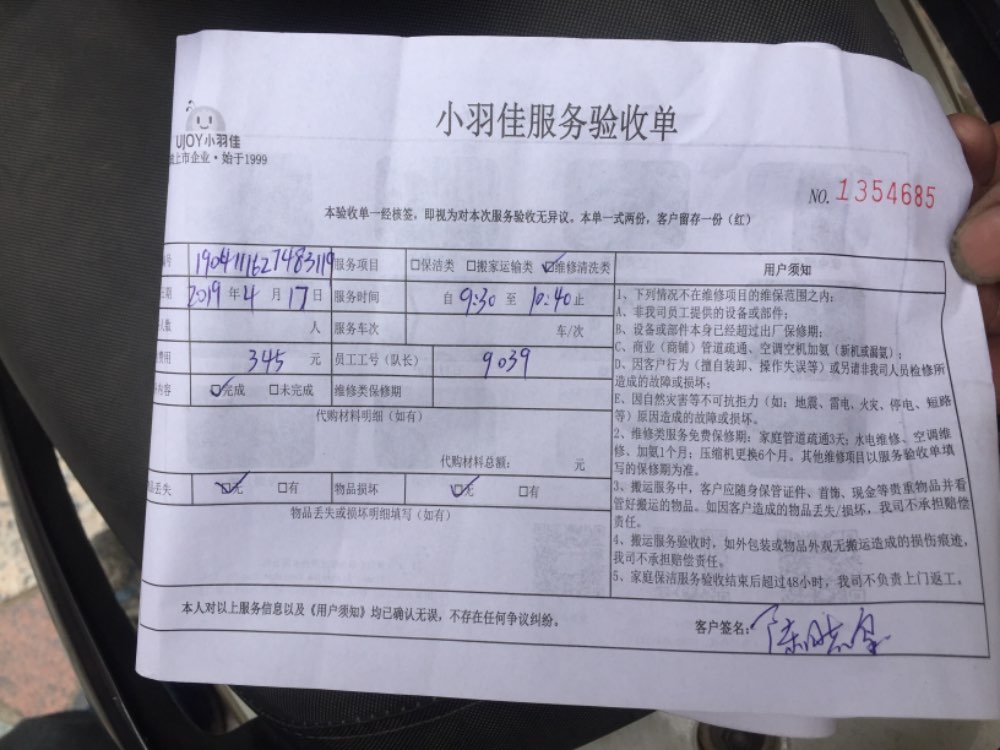 小羽佳服务验收单
UJOY小羽佳
上市企业·始于1999
NO. 1354685
本验收单一经核签，即视为对本次服务验收无异议。本单一式两份，客户留存一份（红）
号 190411162748311 服务项目 □保洁类 □搬家运输类 ☑维修清洗类 用户须知
期 2019年4月17日 服务时间 自9:30至10:40止
数 人 服务车次 车/次
费用 345元 员工工号（队长） 9039
内容 ☑完成 □未完成 维修类保修期
代购材料明细（如有）
代购材料总额： 元
品丢失 ☑无 □有 物品损坏 ☑无 □有
物品丢失或损坏明细填写（如有）
1、下列情况不在维修项目的维保范围之内：
A、非我司员工提供的设备或部件；
B、设备或部件本身已经超过出厂保修期；
C、商业（商铺）管道疏通、空调空机加氨（新机或漏氨）；
D、因客户行为（擅自装卸、操作失误等）或另请非我司人员检修所
造成的故障或损坏；
E、因自然灾害等不可抗拒力（如：地震、雷电、火灾、停电、短路
等）原因造成的故障或损坏。
2、维修类服务免费保修期：家庭管道疏通3天；水电维修、空调维
修、加氨1个月；压缩机更换6个月。其他维修项目以服务验收单填
写的保修期为准。
3、搬运服务中，客户应随身保管证件、首饰、现金等贵重物品并看
管好搬运的物品。如因客户造成的物品丢失/损坏，我司不承担赔偿
责任。
4、搬运服务验收时，如外包装或物品外观无搬运造成的损伤痕迹，
我司不承担赔偿责任。
5、家庭保洁服务验收结束后超过48小时，我司不负责上门返工。
本人对以上服务信息以及《用户须知》均已确认无误，不存在任何争议纠纷。
客户签名：